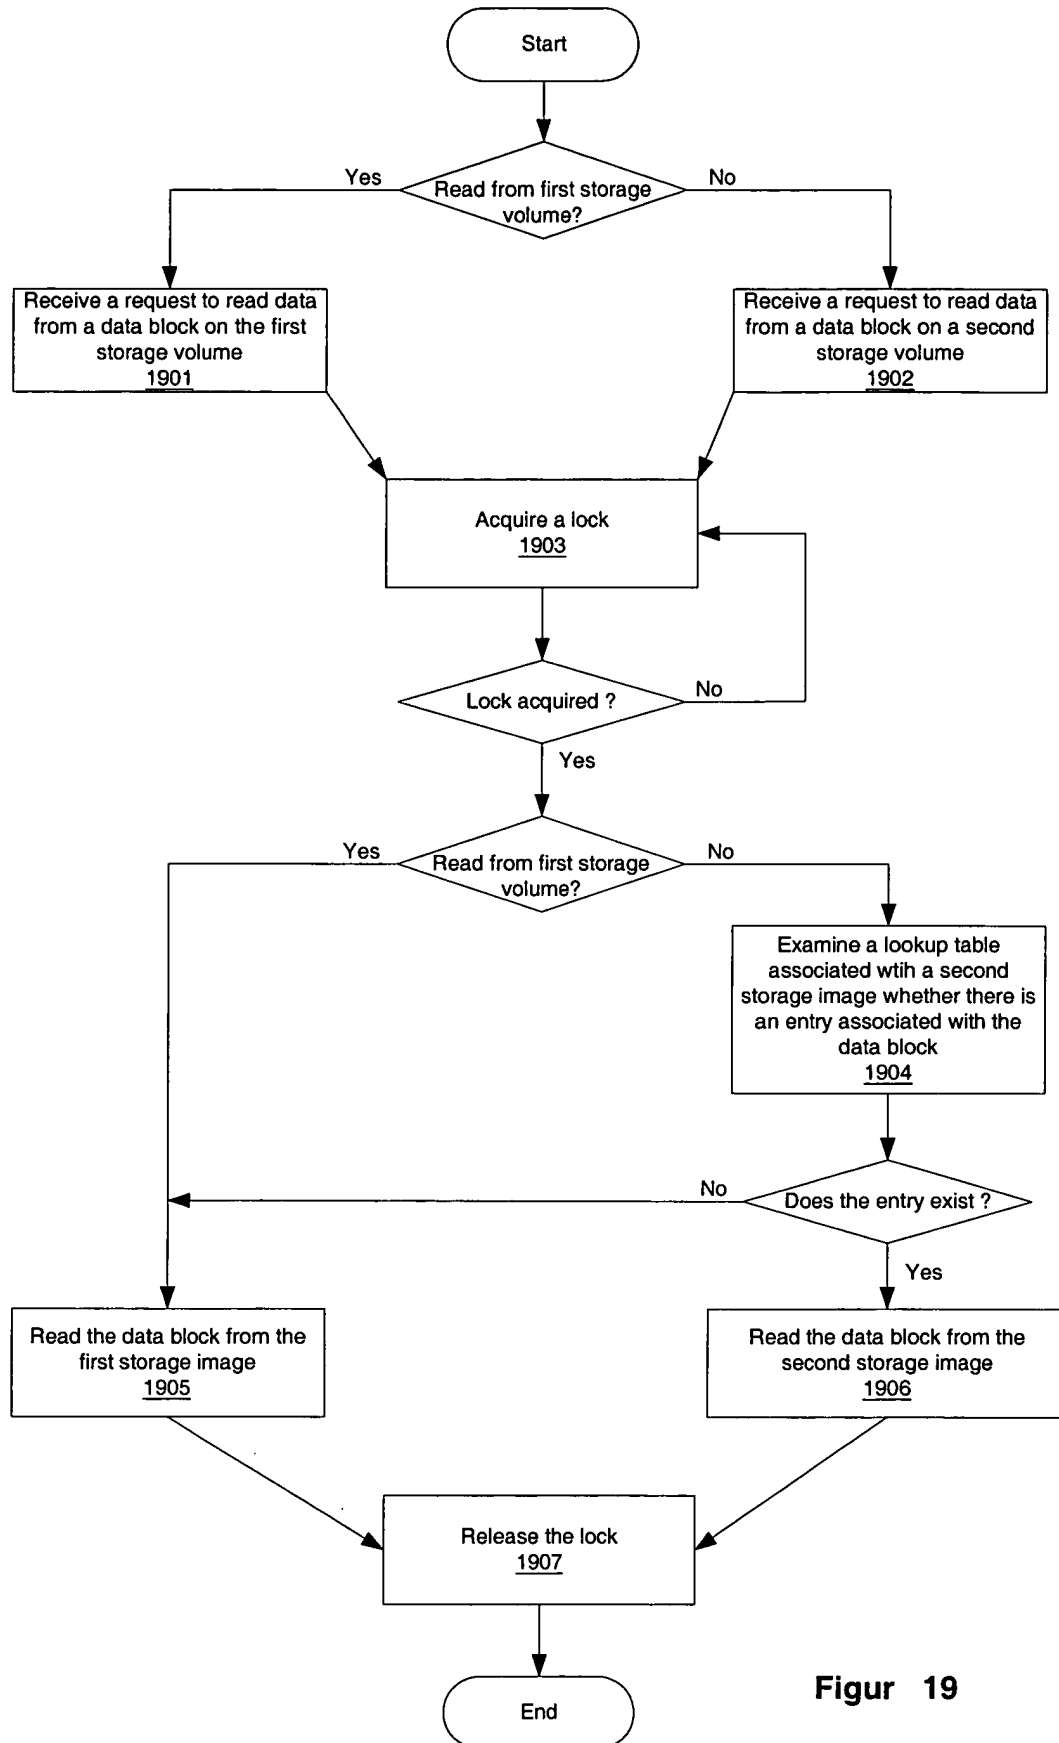 Start
Read from first storage
volume?
Yes
No
Receive a request to read data
from a data block on the first
storage volume
1901
Receive a request to read data
from a data block on a second
storage volume
1902
Acquire a lock
1903
Lock acquired ?
No
Yes
Read from first storage
volume?
Yes
No
Examine a lookup table
associated wtih a second
storage image whether there is
an entry associated with the
data block
1904
Does the entry exist ?
No
Yes
Read the data block from the
first storage image
1905
Read the data block from the
second storage image
1906
Release the lock
1907
End
Figur 19